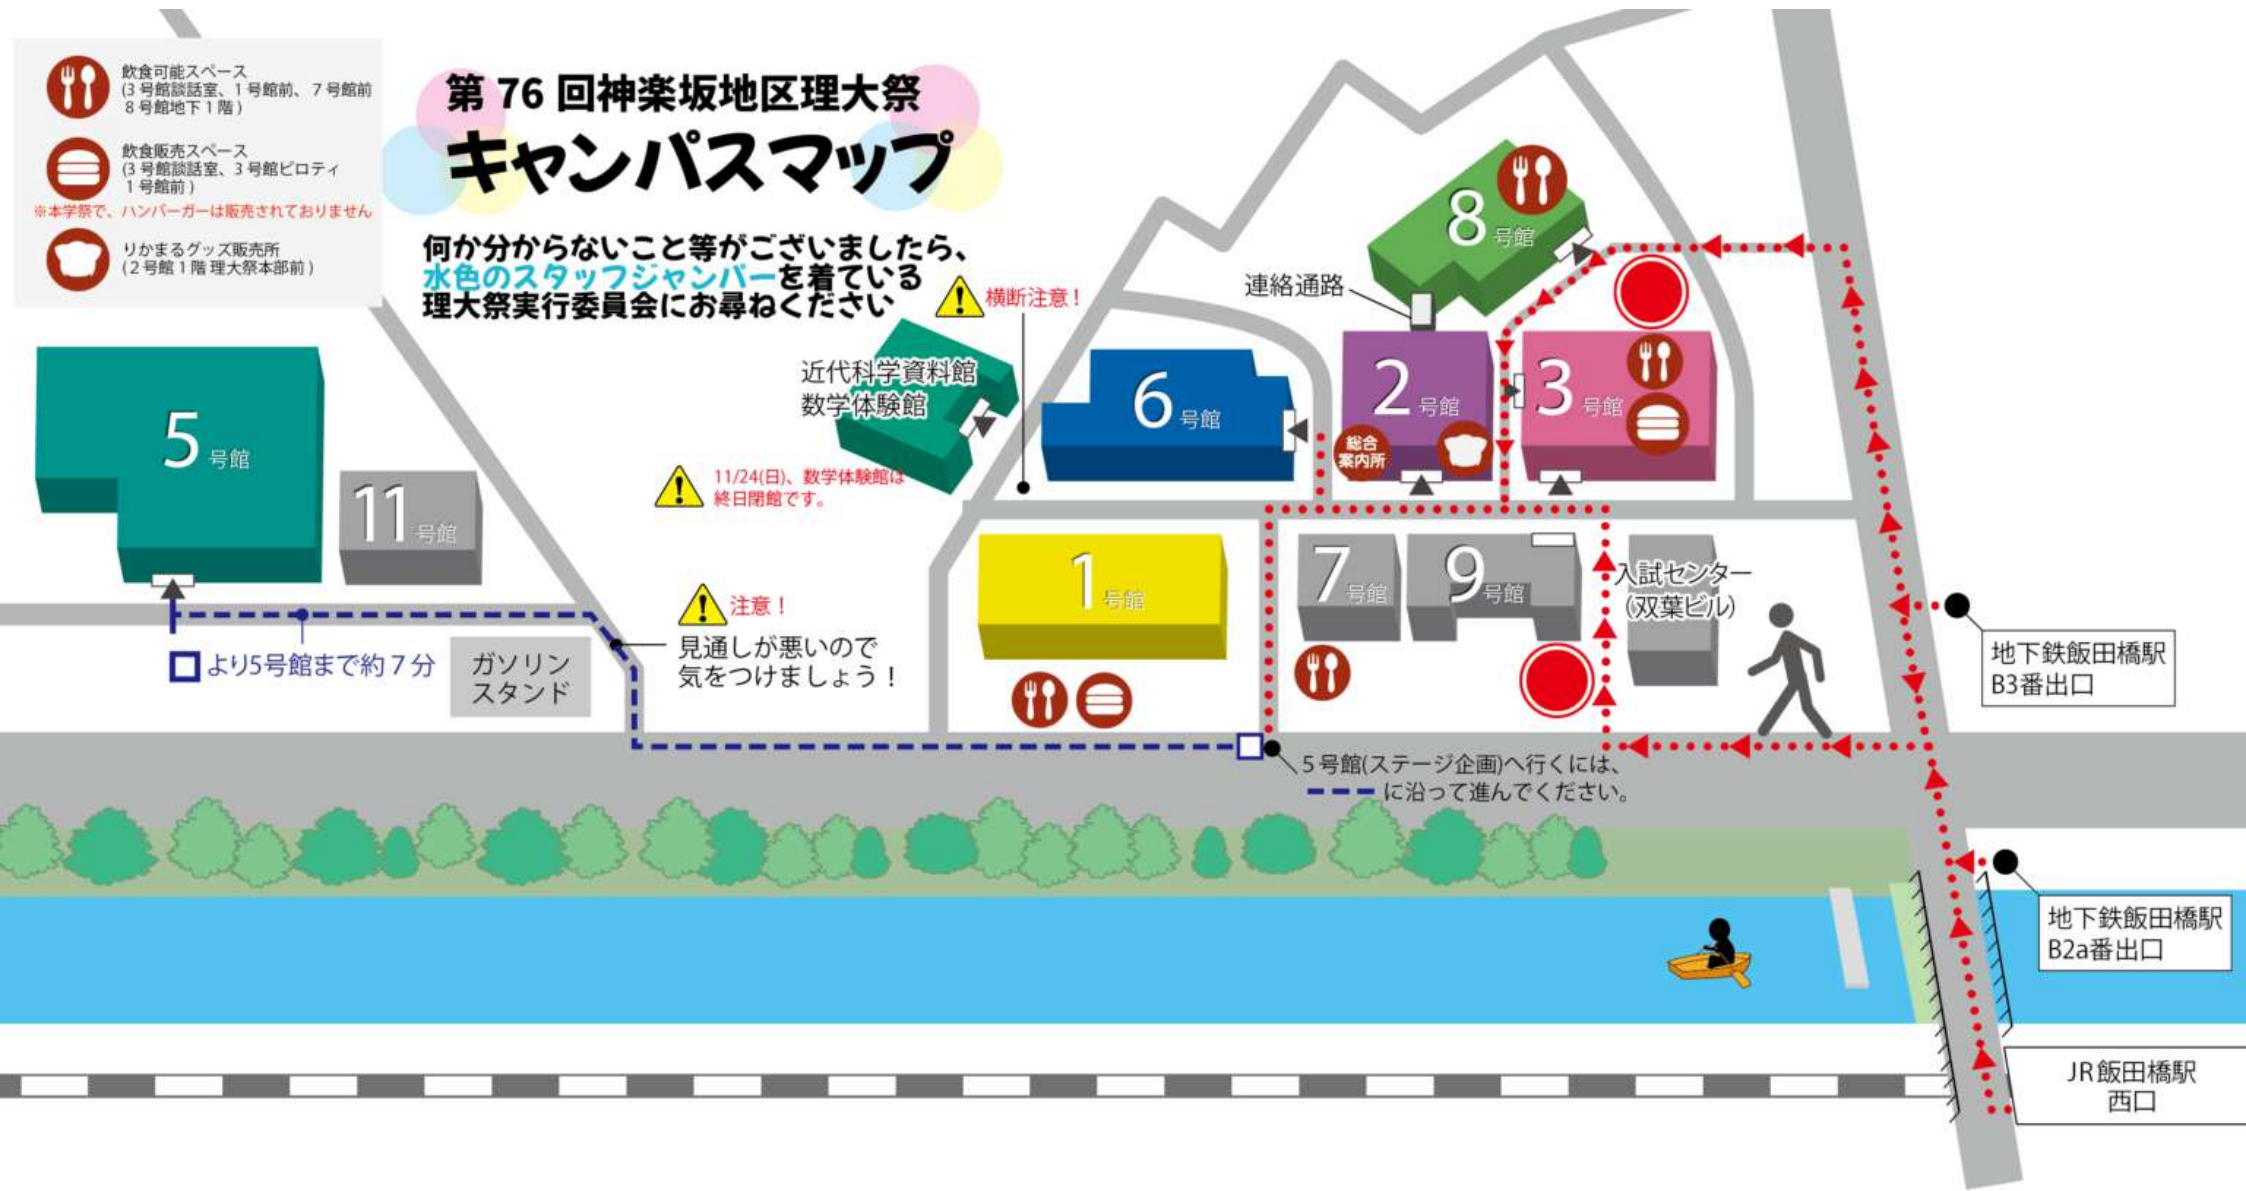 飲食可能スペース
(3号館談話室、1号館前、7号館前
8号館地下1階)
飲食販売スペース
(3号館談話室、3号館ピロティ
1号館前)
※本学祭で、ハンバーガーは販売されておりません
りかまるグッズ販売所
(2号館1階 理大祭本部前)
第76回神楽坂地区理大祭
キャンパスマップ
何か分からないこと等がございましたら、
水色のスタッフジャンパーを着ている
理大祭実行委員会にお尋ねください
横断注意！
連絡通路
8号館
近代科学資料館
数学体験館
6号館
2号館
3号館
総合
案内所
5号館
11号館
11/24(日)、数学体験館は
終日閉館です。
1号館
7号館
9号館
入試センター
(双葉ビル)
注意！
見通しが悪いので
気をつけましょう！
より5号館まで約7分
ガソリン
スタンド
地下鉄飯田橋駅
B3番出口
5号館(ステージ企画)へ行くには、
に沿って進んでください。
地下鉄飯田橋駅
B2a番出口
JR飯田橋駅
西口